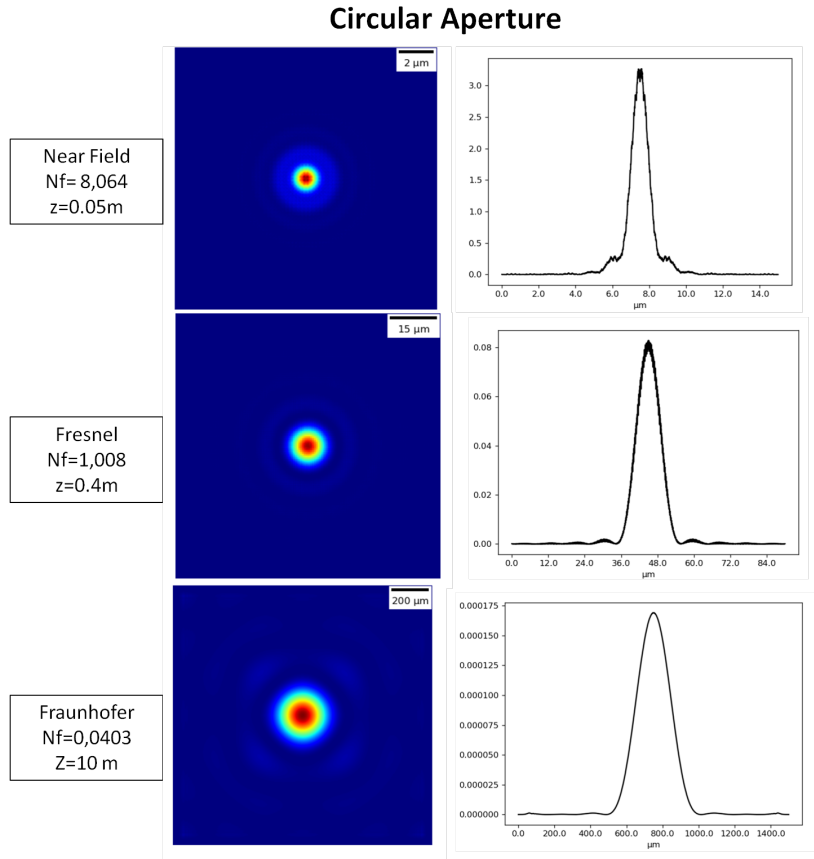 Circular Aperture
Near Field
Nf= 8,064
z=0.05m
2 μm
3.0
2.5
2.0
1.5
1.0
0.5
0.0
0.0 2.0 4.0 6.0 8.0 10.0 12.0 14.0
μm
Fresnel
Nf=1,008
z=0.4m
15 μm
0.08
0.06
0.04
0.02
0.00
0.0 12.0 24.0 36.0 48.0 60.0 72.0 84.0
μm
Fraunhofer
Nf=0,0403
Z=10 m
200 μm
0.000175
0.000150
0.000125
0.000100
0.000075
0.000050
0.000025
0.000000
0.0 200.0 400.0 600.0 800.0 1000.0 1200.0 1400.0
μm